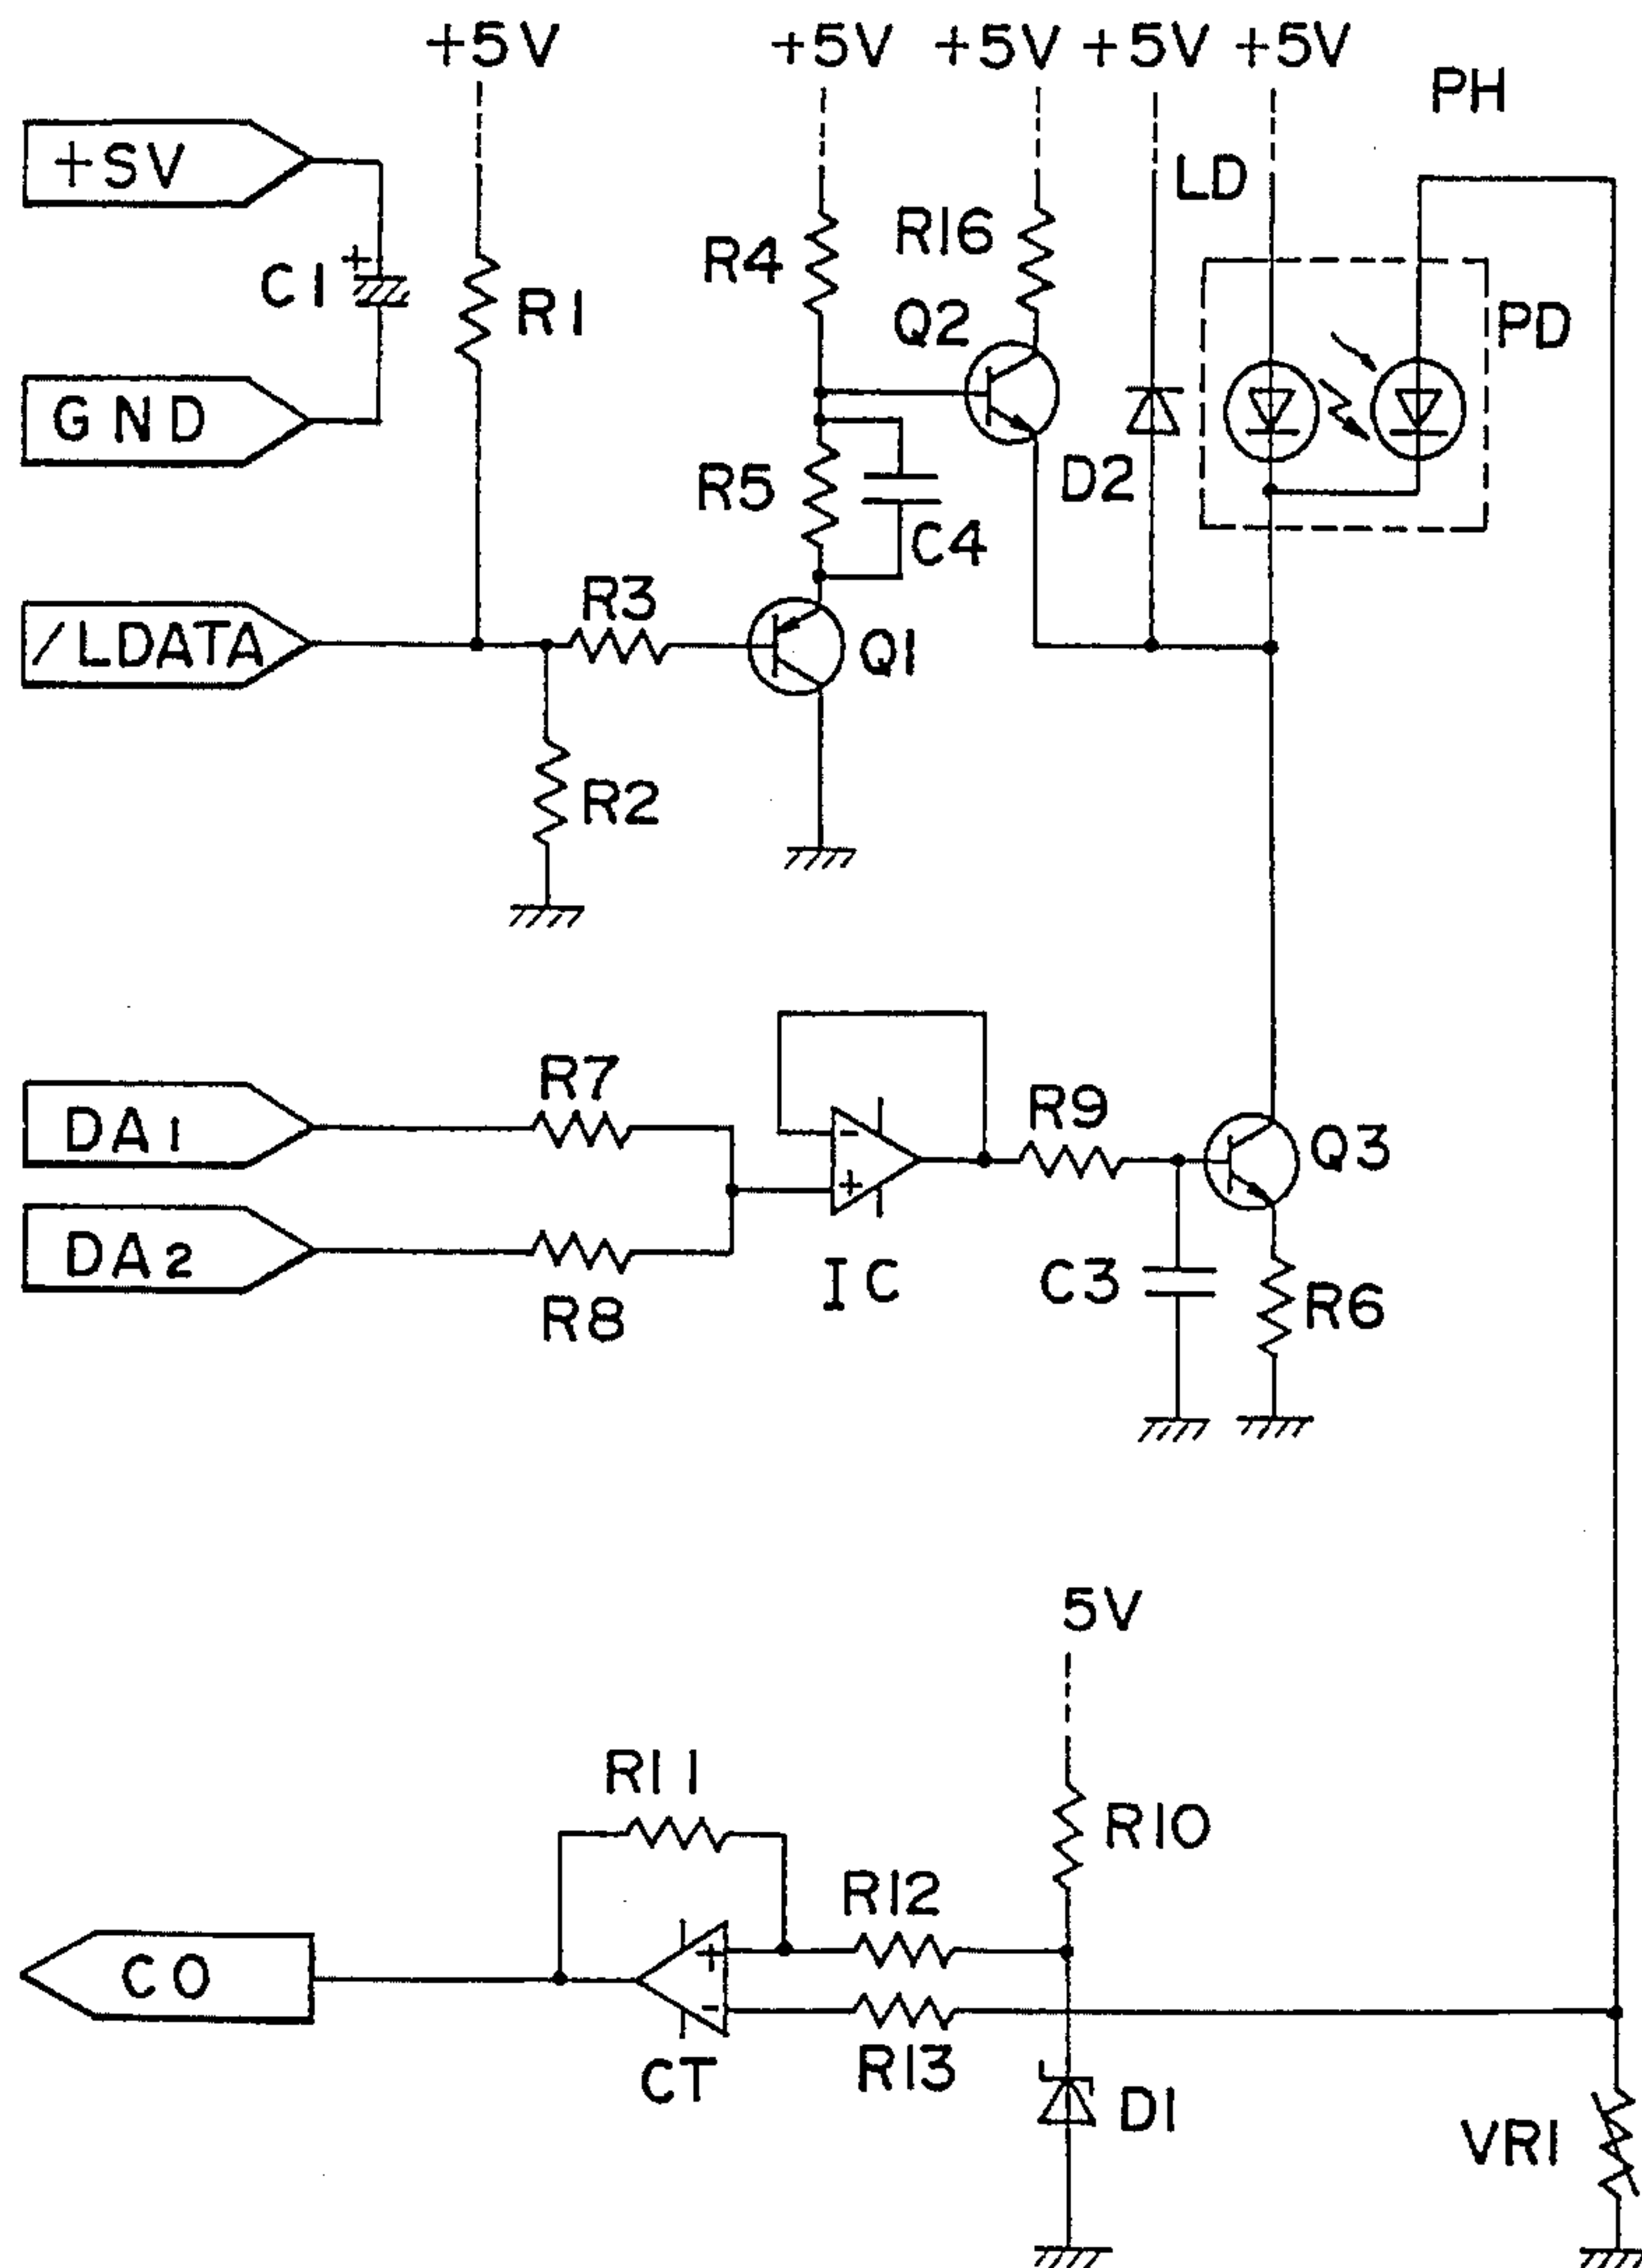 +5V +5V +5V +5V +5V
PH
+SV
LD
R4
R16
C1
+
R1
Q2
PD
GND
R5
D2
C4
/LDATA
R3
Q1
R2
DA1
R7
R9
Q3
-
+
DA2
R8
IC
C3
R6
5V
R11
R10
R12
CO
+
-
CT
R13
D1
VR1